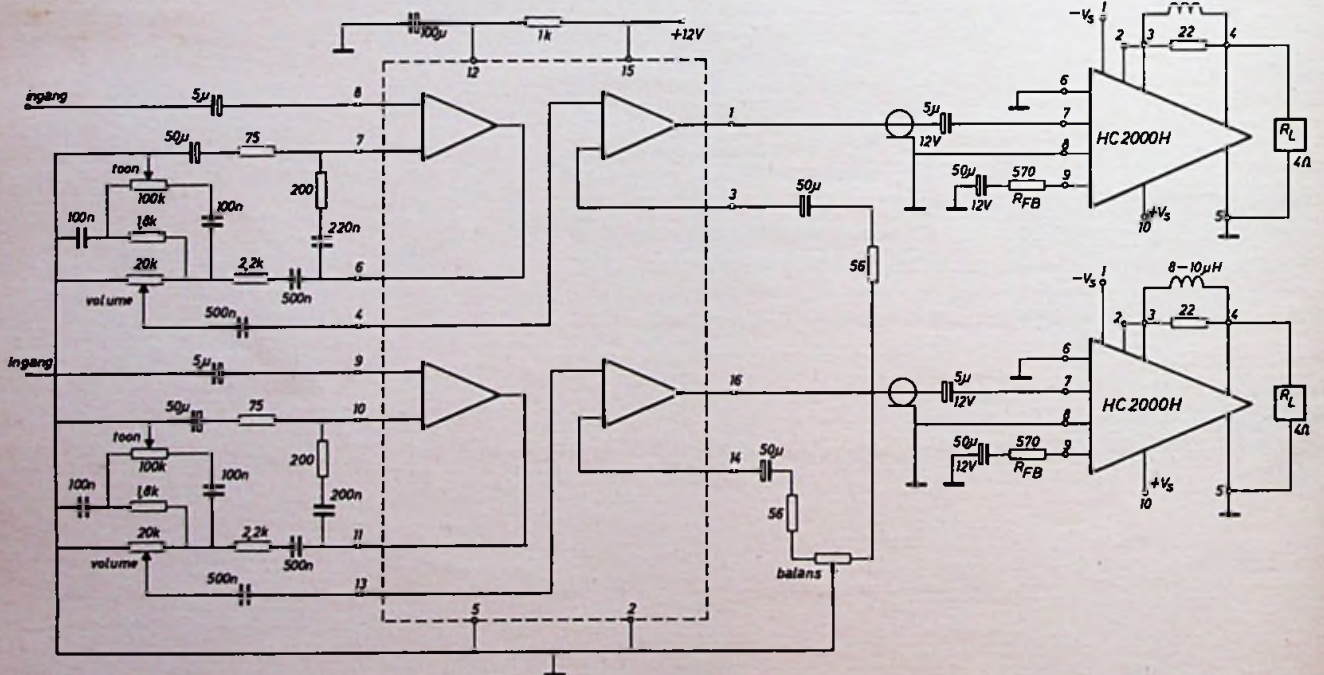 100µ
1k
+12V
12
15
ingang
5µ
8
50µ
75
7
toon
100k
200
100n
100n
1,8k
220n
20k
2,2k
500n
6
volume
500n
4
1
3
50µ
56
ingang
5µ
9
50µ
75
10
toon
100k
200
100n
100n
1,8k
200n
20k
2,2k
500n
11
volume
500n
13
16
14
50µ
56
balans
5
2
-Vs 1
2 3 22 4
6
5µ
12V
7
8
50µ
12V
570
RFB
9
HC2000H
RL
4Ω
+Vs
10
5
8-10µH
-Vs 1
2 3 22 4
6
5µ
12V
7
8
50µ
12V
570
RFB
9
HC2000H
RL
4Ω
+Vs
10
5